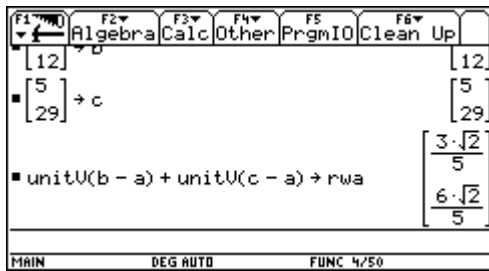 F1 F2 F3 F4 F5 F6
Algebra Calc Other PrgmIO Clean Up
[12] → b [12]
[5 29] → c [5 29]
unitV(b - a) + unitV(c - a) → rwa [3·√2/5 6·√2/5]
MAIN DEG AUTO FUNC 4/50